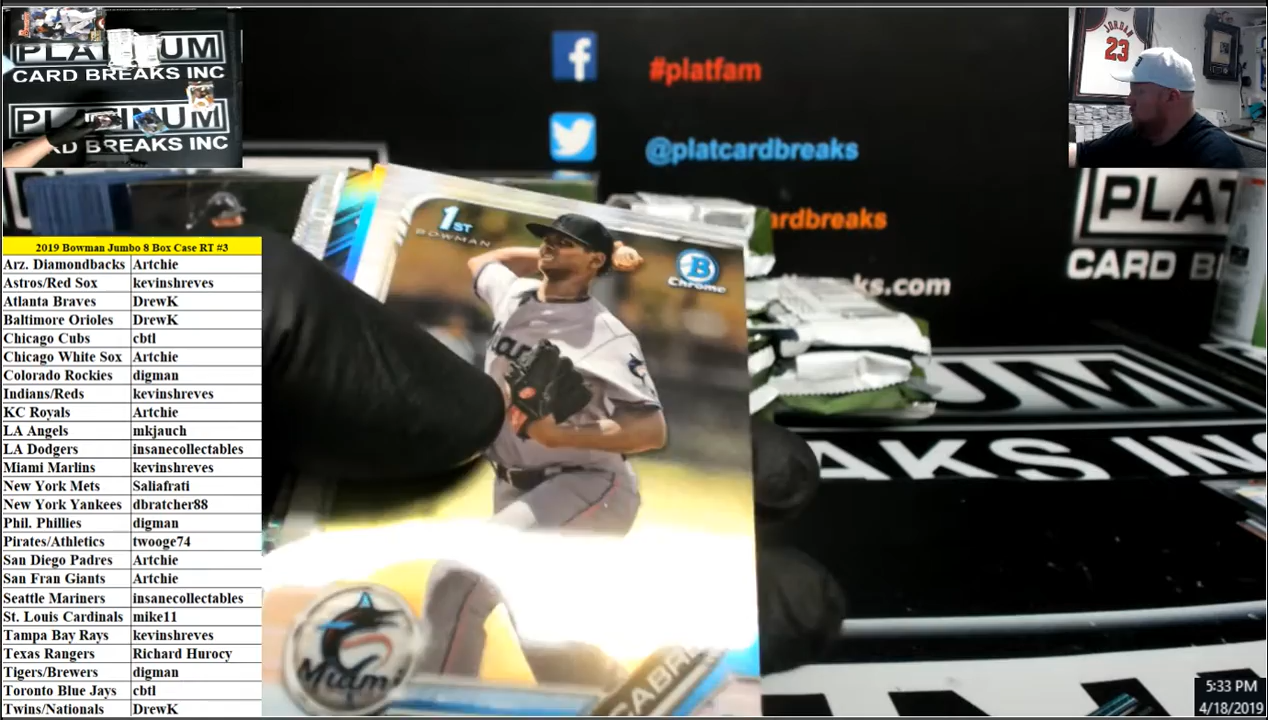 PLATINUM
CARD BREAKS INC
PLATINUM
CARD BREAKS INC
#platfam
@platcardbreaks
ardbreaks
ks.com
JORDAN
23
PLAT
CARD B
UM
AKS INC
1ST
BOWMAN
B
Chrome
Miami
CABRE
2019 Bowman Jumbo 8 Box Case RT #3
Arz. Diamondbacks Artchie
Astros/Red Sox kevinshreves
Atlanta Braves DrewK
Baltimore Orioles DrewK
Chicago Cubs cbtl
Chicago White Sox Artchie
Colorado Rockies digman
Indians/Reds kevinshreves
KC Royals Artchie
LA Angels mkjauch
LA Dodgers insanecollectables
Miami Marlins kevinshreves
New York Mets Saliafrati
New York Yankees dbratcher88
Phil. Phillies digman
Pirates/Athletics twooge74
San Diego Padres Artchie
San Fran Giants Artchie
Seattle Mariners insanecollectables
St. Louis Cardinals mike11
Tampa Bay Rays kevinshreves
Texas Rangers Richard Hurocy
Tigers/Brewers digman
Toronto Blue Jays cbtl
Twins/Nationals DrewK
5:33 PM
4/18/2019